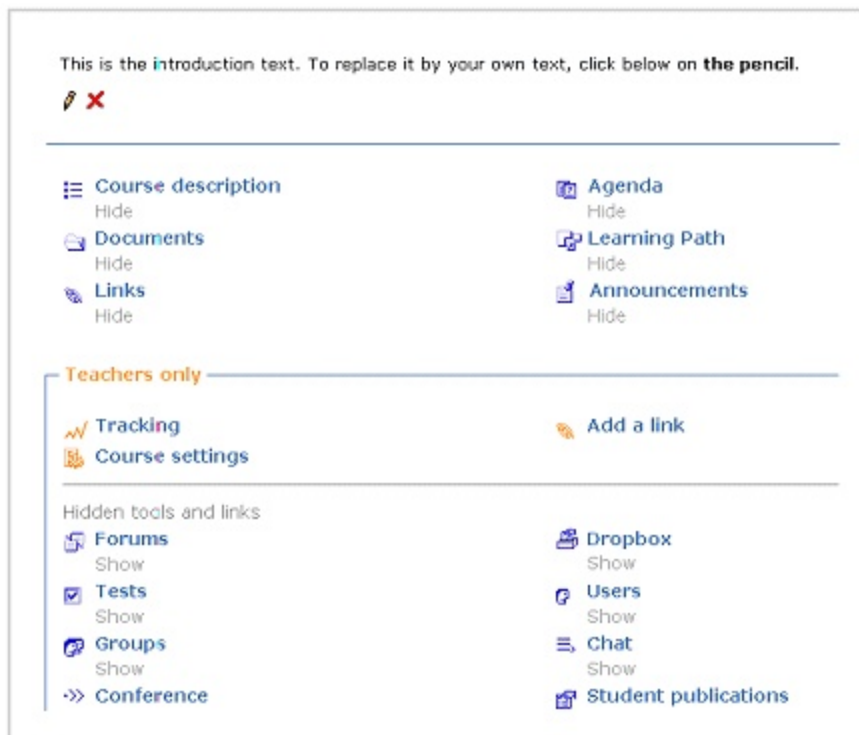 This is the introduction text. To replace it by your own text, click below on the pencil.
Course description
Agenda
Hide
Hide
Documents
Learning Path
Hide
Hide
Links
Announcements
Hide
Hide
Teachers only
Tracking
Add a link
Course settings
Hidden tools and links
Forums
Dropbox
Show
Show
Tests
Users
Show
Show
Groups
Chat
Show
Show
Conference
Student publications